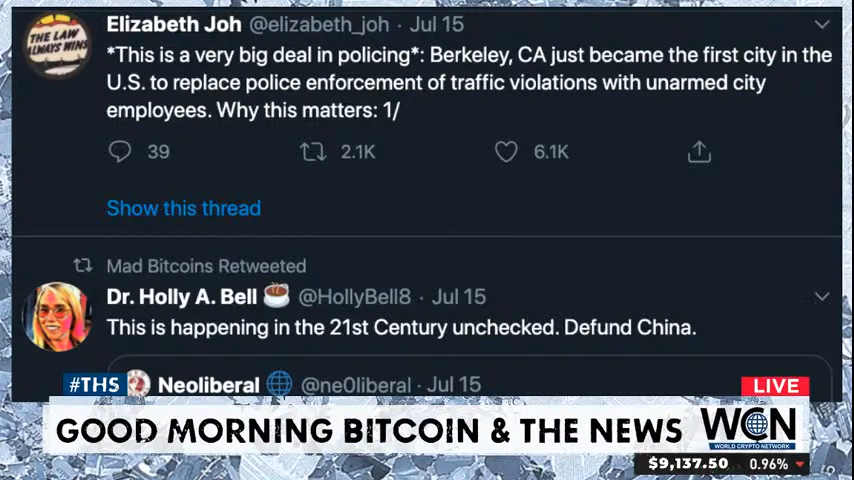 THE LAW
ALWAYS WINS
Elizabeth Joh @elizabeth_joh · Jul 15
*This is a very big deal in policing*: Berkeley, CA just became the first city in the
U.S. to replace police enforcement of traffic violations with unarmed city
employees. Why this matters: 1/
39 2.1K 6.1K
Show this thread
Mad Bitcoins Retweeted
Dr. Holly A. Bell @HollyBell8 · Jul 15
This is happening in the 21st Century unchecked. Defund China.
#THS Neoliberal @ne0liberal · Jul 15
LIVE
GOOD MORNING BITCOIN & THE NEWS
WCN
WORLD CRYPTO NETWORK
$9,137.50 0.96%